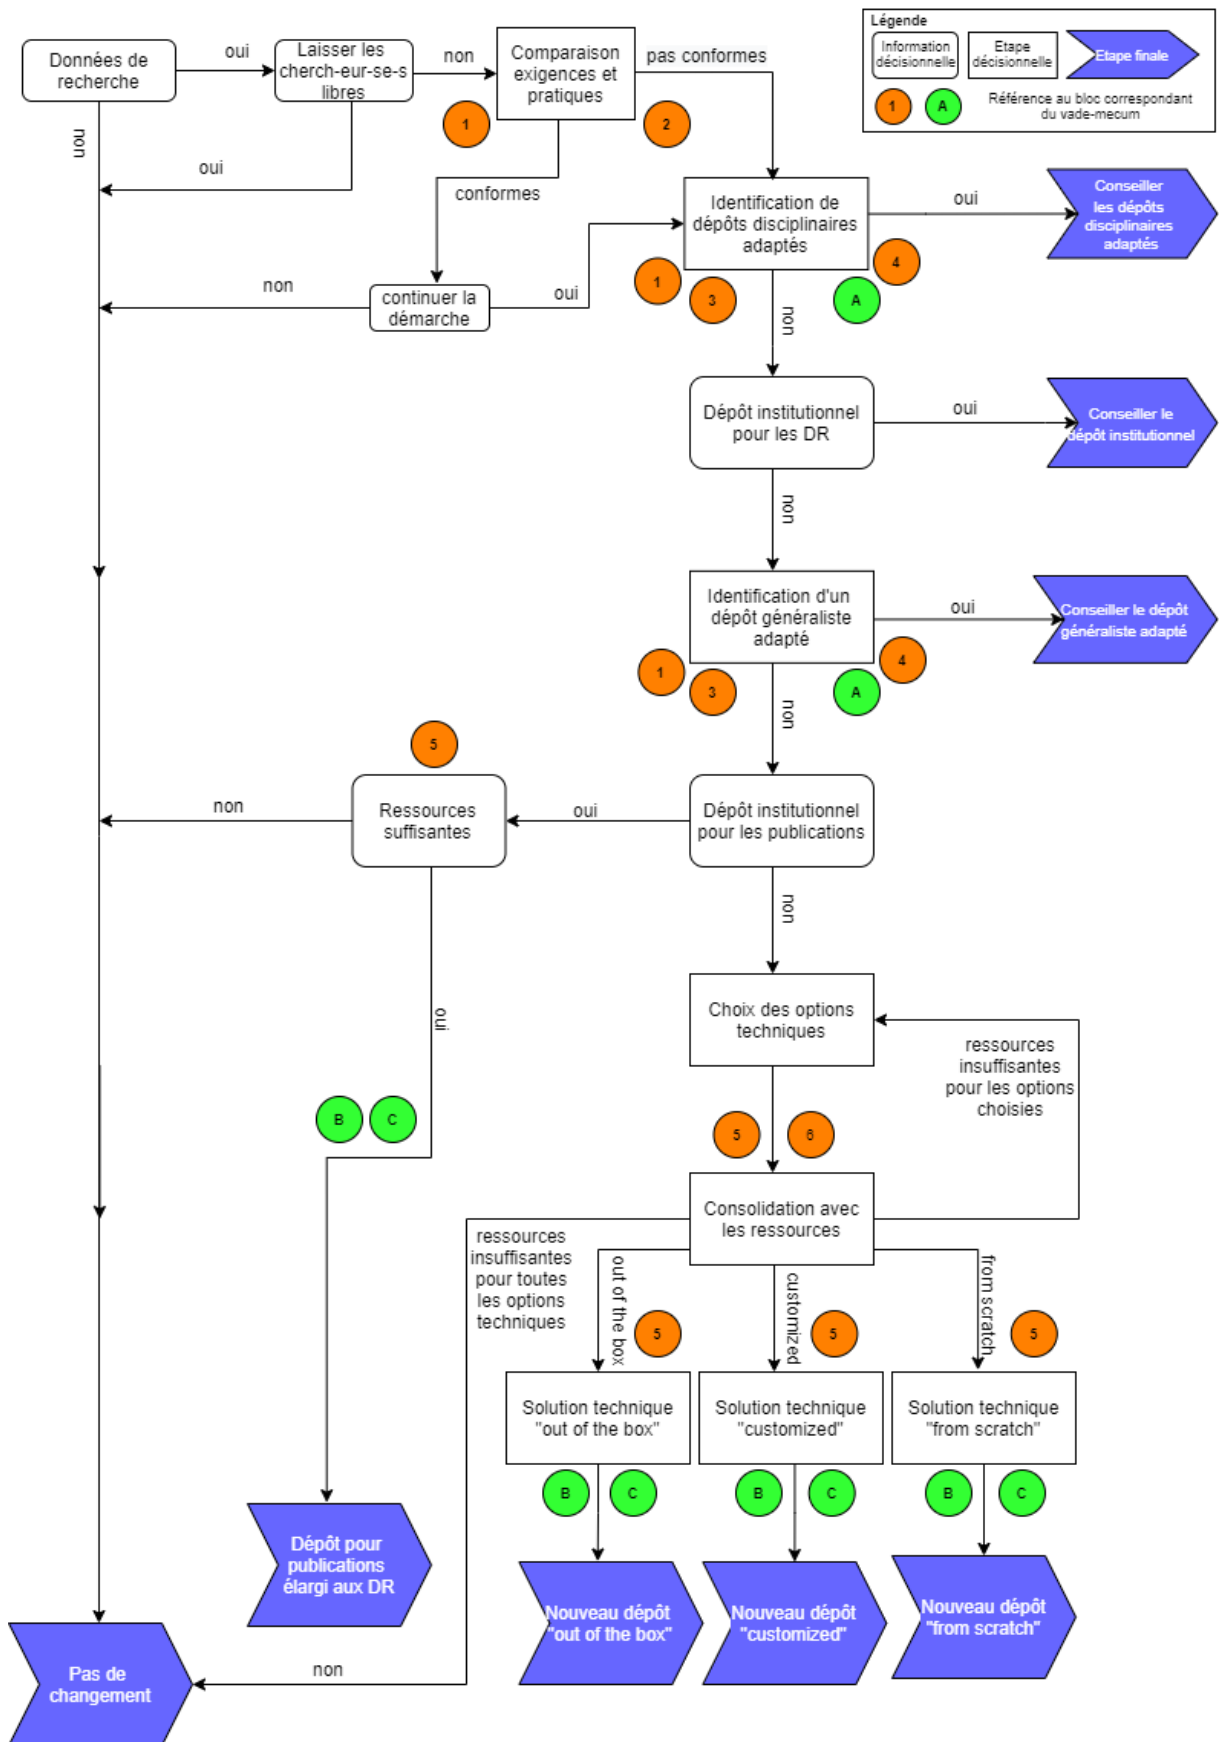 Légende
Information
décisionnelle
Etape
décisionnelle
Etape finale
1
A
Référence au bloc correspondant
du vade-mecum
Données de
recherche
oui
Laisser les
cherch-eur-se-s
libres
non
Comparaison
exigences et
pratiques
pas conformes
1
2
non
oui
conformes
Identification de
dépôts disciplinaires
adaptés
oui
Conseiller
les dépôts
disciplinaires
adaptés
4
1
3
A
non
continuer la
démarche
oui
non
Dépôt institutionnel
pour les DR
oui
Conseiller le
dépôt institutionnel
non
Identification d'un
dépôt généraliste
adapté
oui
Conseiller le dépôt
généraliste adapté
4
1
3
A
non
5
Ressources
suffisantes
non
oui
Dépôt institutionnel
pour les publications
non
oui
Choix des options
techniques
ressources
insuffisantes
pour les options
choisies
B
C
5
6
Consolidation avec
les ressources
ressources
insuffisantes
pour toutes
les options
techniques
out of the box
customized
from scratch
5
5
5
Solution technique
"out of the box"
Solution technique
"customized"
Solution technique
"from scratch"
B
C
B
C
B
C
Dépôt pour
publications
élargi aux DR
Nouveau dépôt
"out of the box"
Nouveau dépôt
"customized"
Nouveau dépôt
"from scratch"
Pas de
changement
non